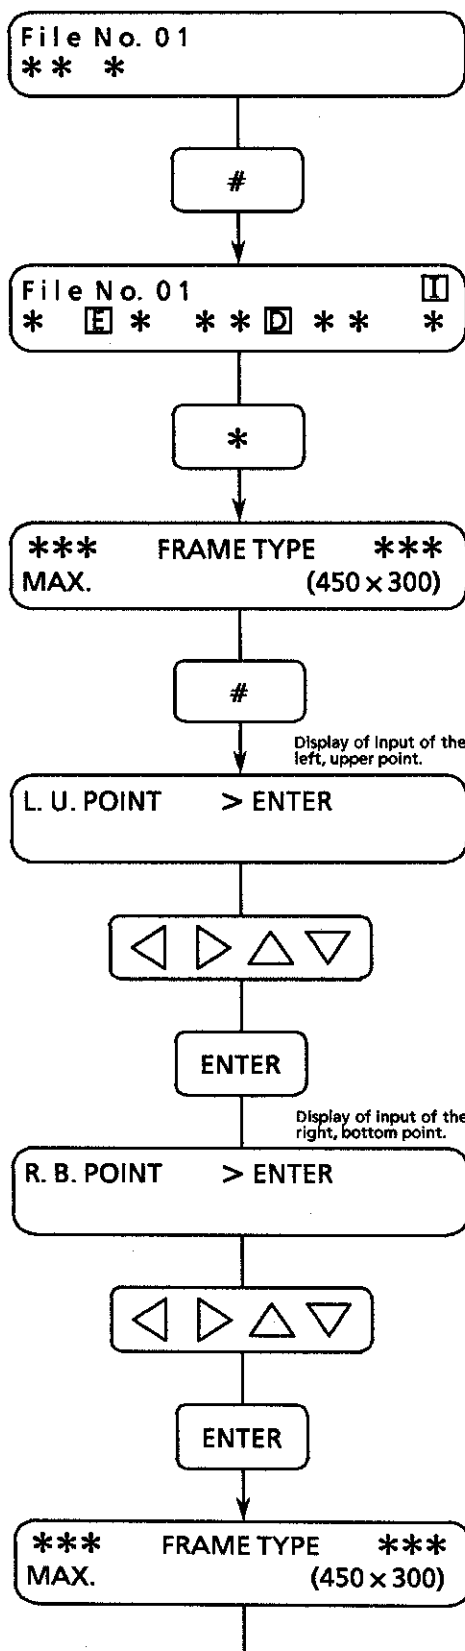 File No. 01
** *
#
File No. 01 I
* E * ** D ** *
*
*** FRAME TYPE ***
MAX. (450 × 300)
#
Display of input of the
left, upper point.
L. U. POINT > ENTER
ENTER
Display of input of the
right, bottom point.
R. B. POINT > ENTER
ENTER
*** FRAME TYPE ***
MAX. (450 × 300)